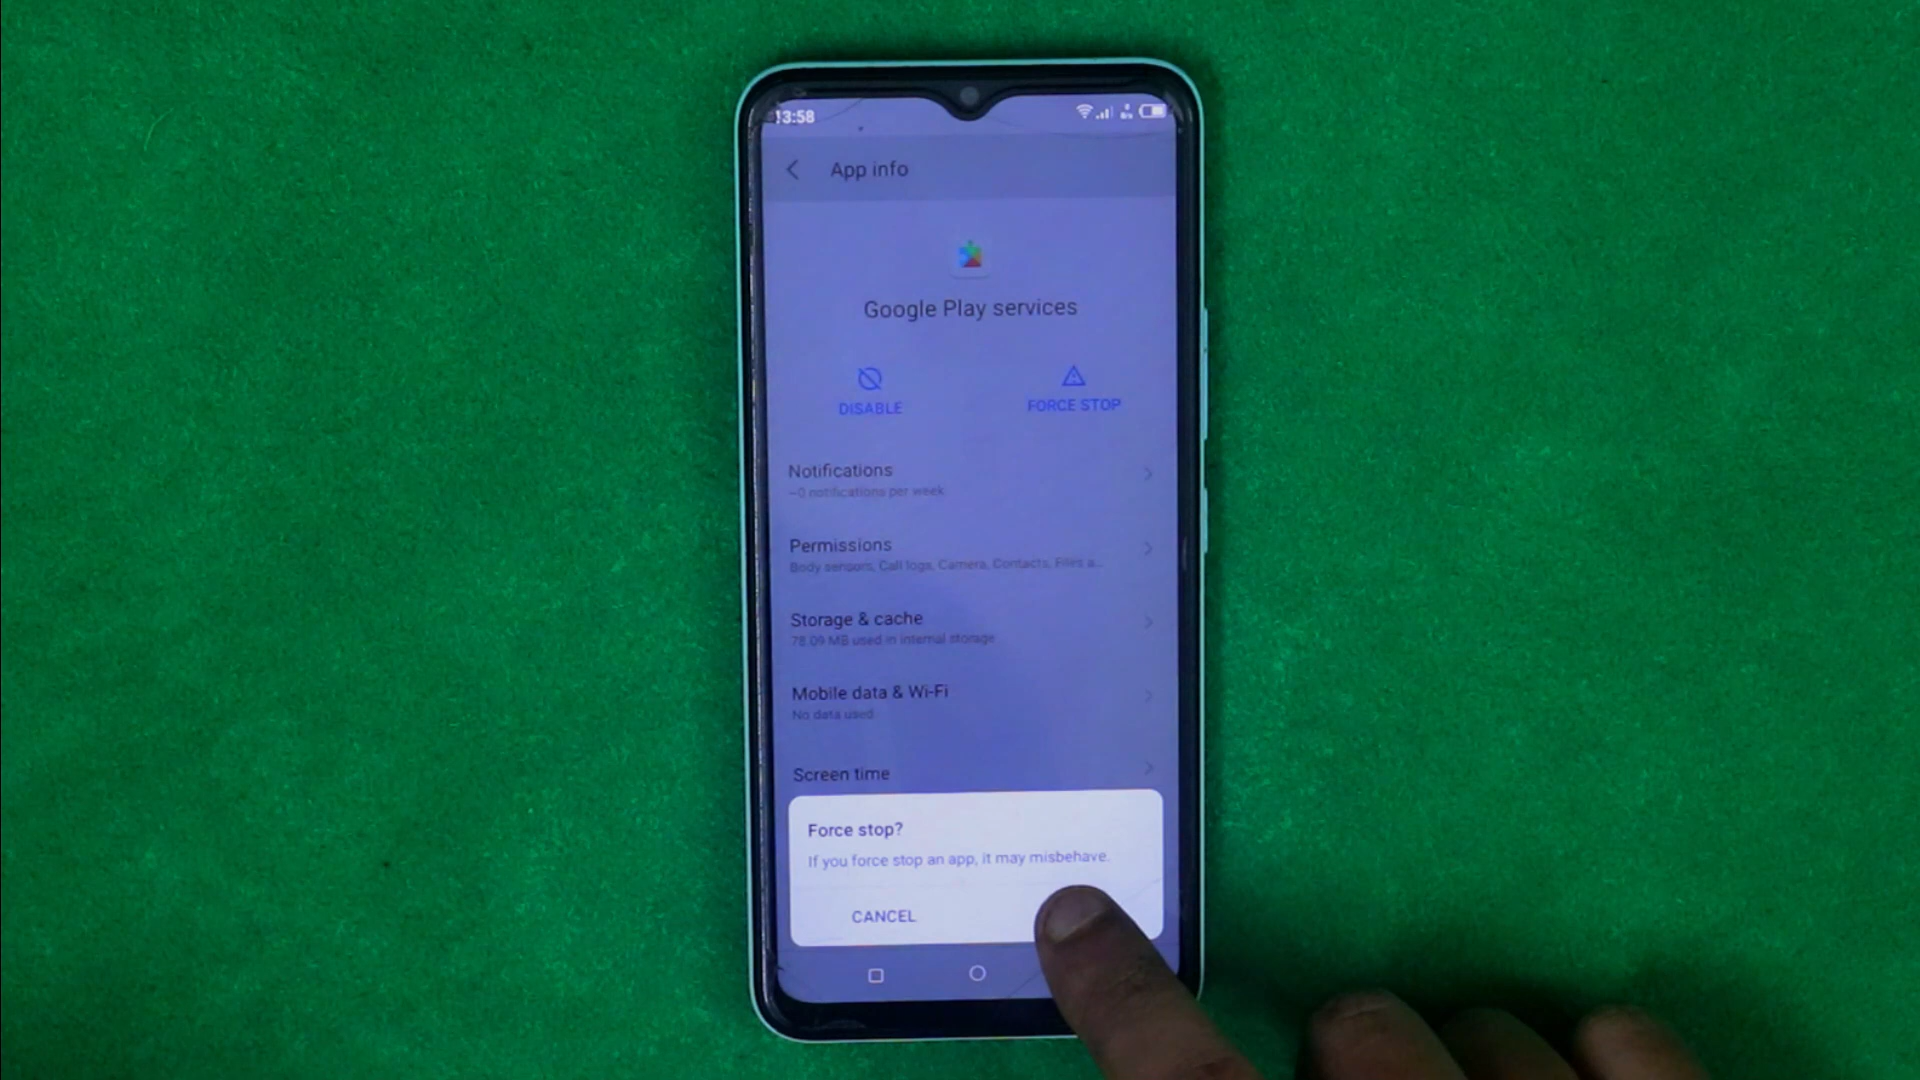 13:58
App info
Google Play services
DISABLE
FORCE STOP
Notifications
~0 notifications per week
Permissions
Body sensors, Call logs, Camera, Contacts, Files a...
Storage & cache
78.09 MB used in internal storage
Mobile data & Wi-Fi
No data used
Screen time
Force stop?
If you force stop an app, it may misbehave.
CANCEL